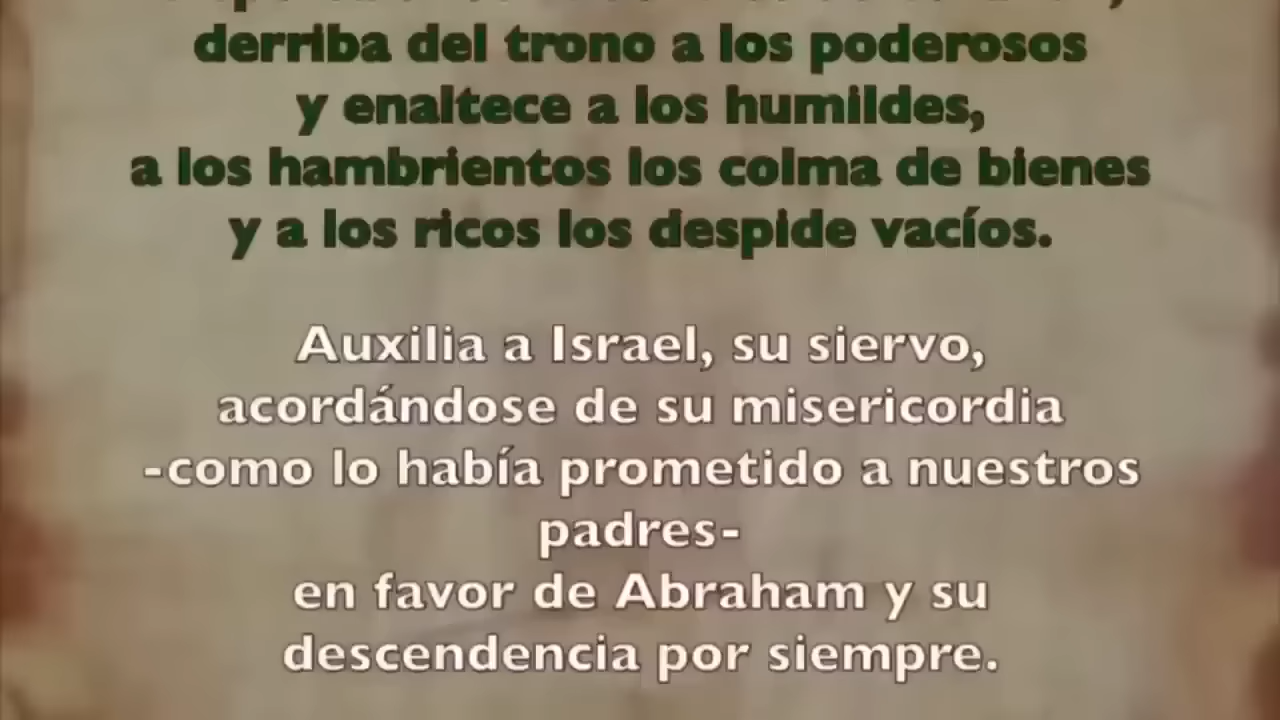 derriba del trono a los poderosos
y enaltece a los humildes,
a los hambrientos los colma de bienes
y a los ricos los despide vacíos.
Auxilia a Israel, su siervo,
acordándose de su misericordia
-como lo había prometido a nuestros
padres-
en favor de Abraham y su
descendencia por siempre.